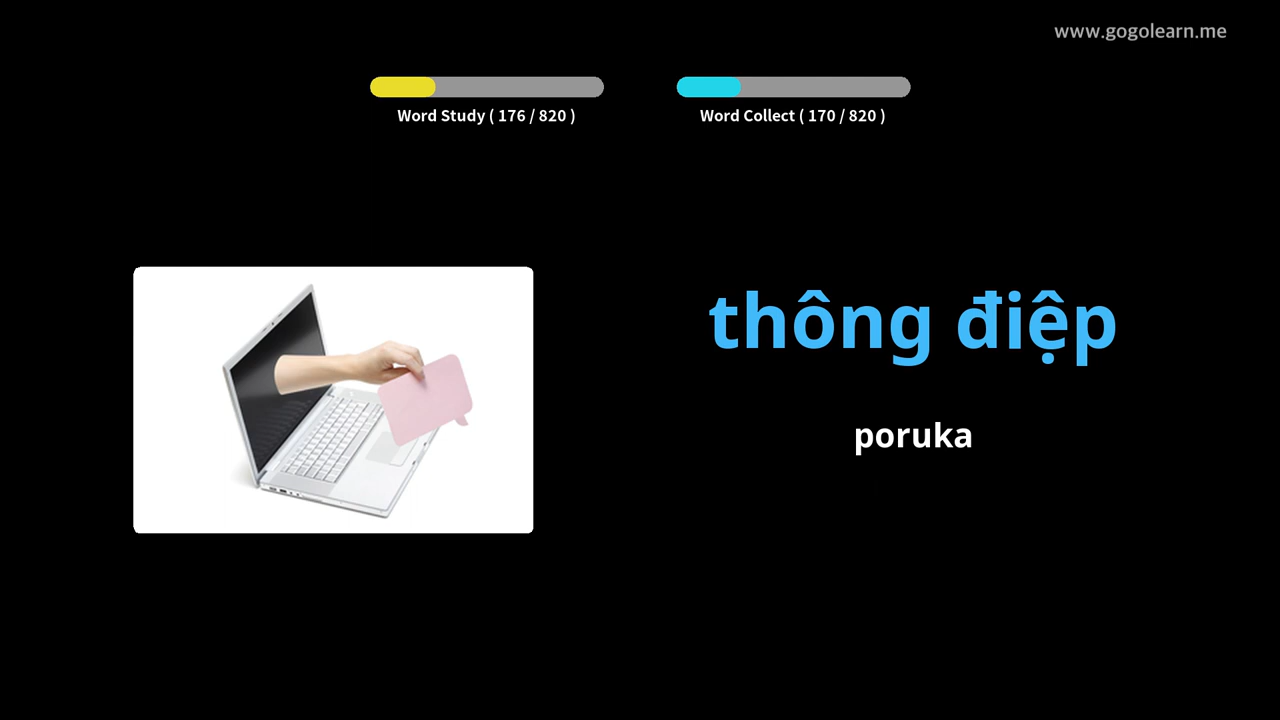 www.gogolearn.me
Word Study ( 176 / 820 )
Word Collect ( 170 / 820 )
thông điệp
poruka